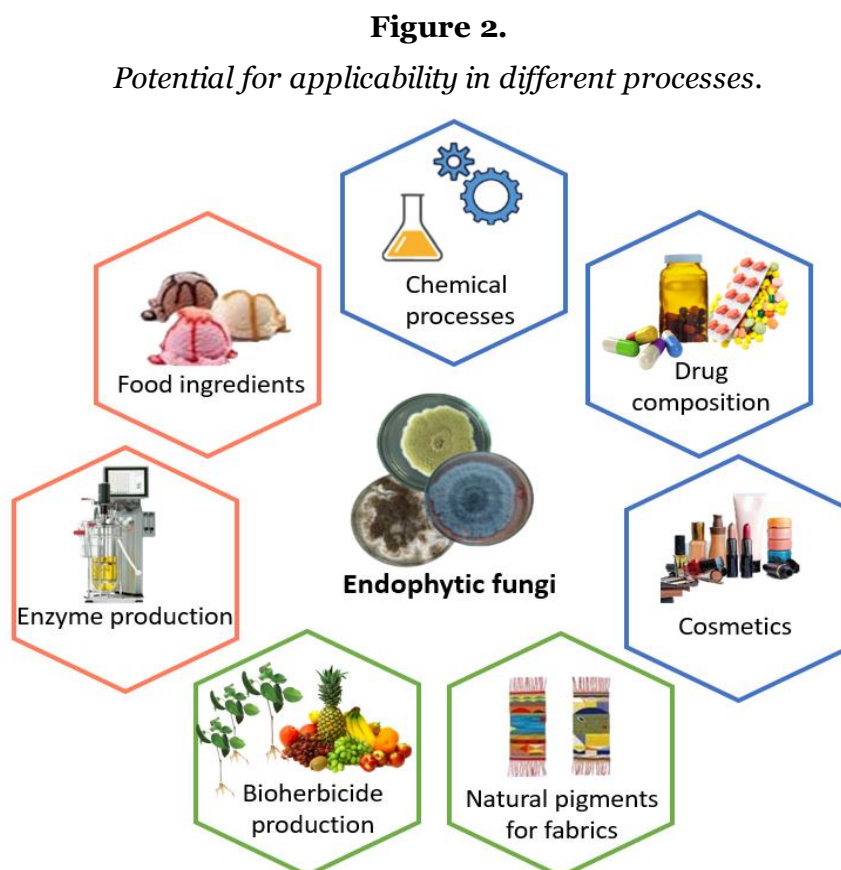 Figure 2.
Potential for applicability in different processes.
Chemical
processes
Food ingredients
Drug
composition
Endophytic fungi
Enzyme production
Cosmetics
Bioherbicide
production
Natural pigments
for fabrics